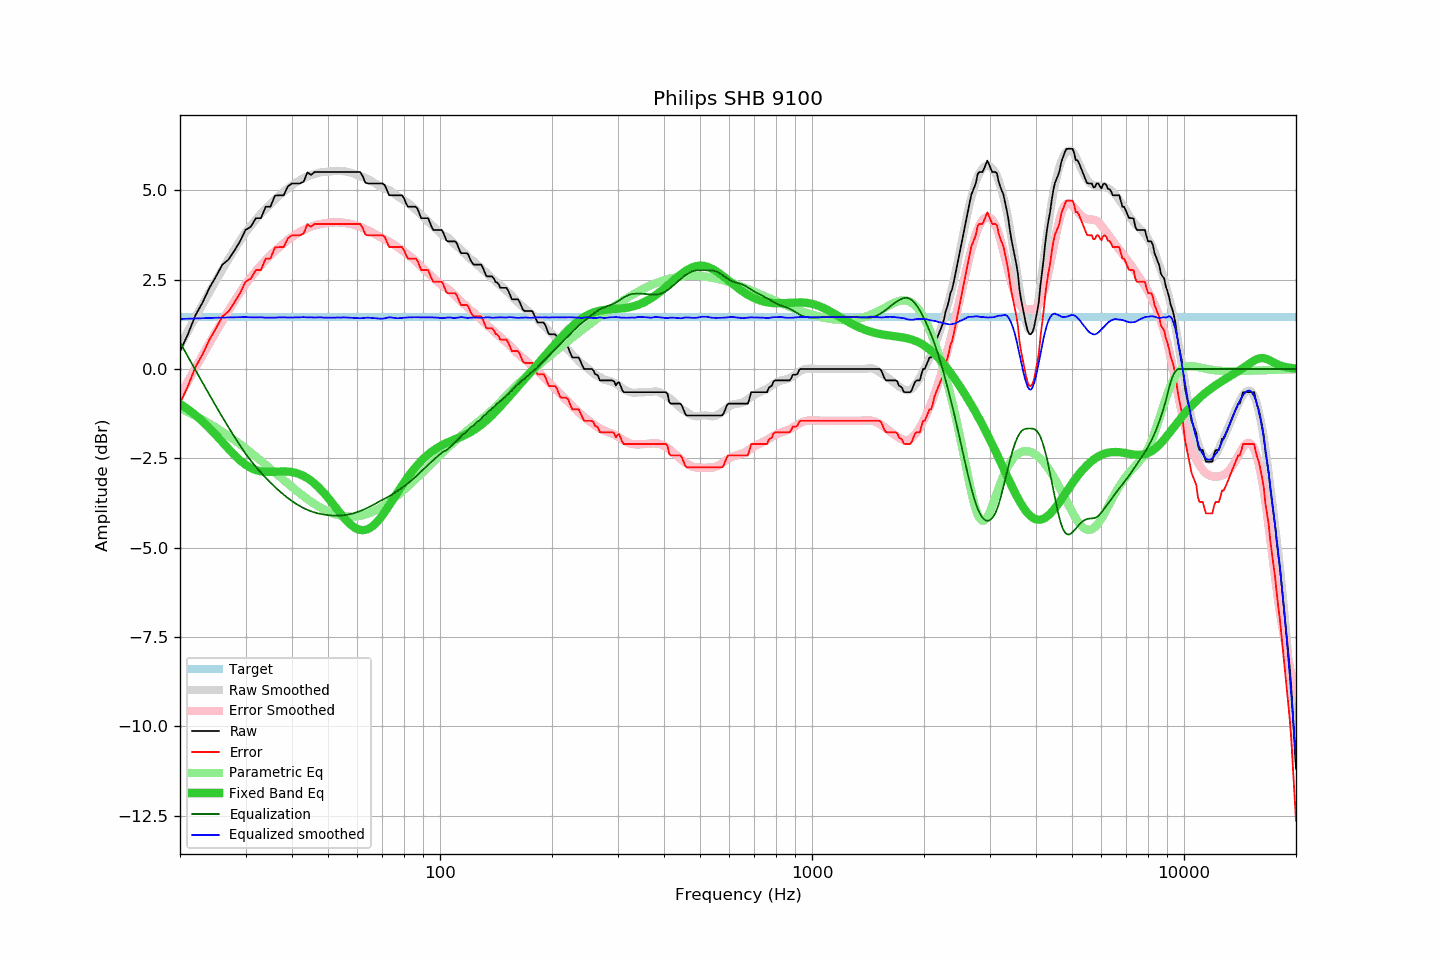 Philips SHB 9100
Amplitude (dBr)
5.0
2.5
0.0
−2.5
−5.0
−7.5
−10.0
−12.5
Target
Raw Smoothed
Error Smoothed
Raw
Error
Parametric Eq
Fixed Band Eq
Equalization
Equalized smoothed
100
1000
10000
Frequency (Hz)